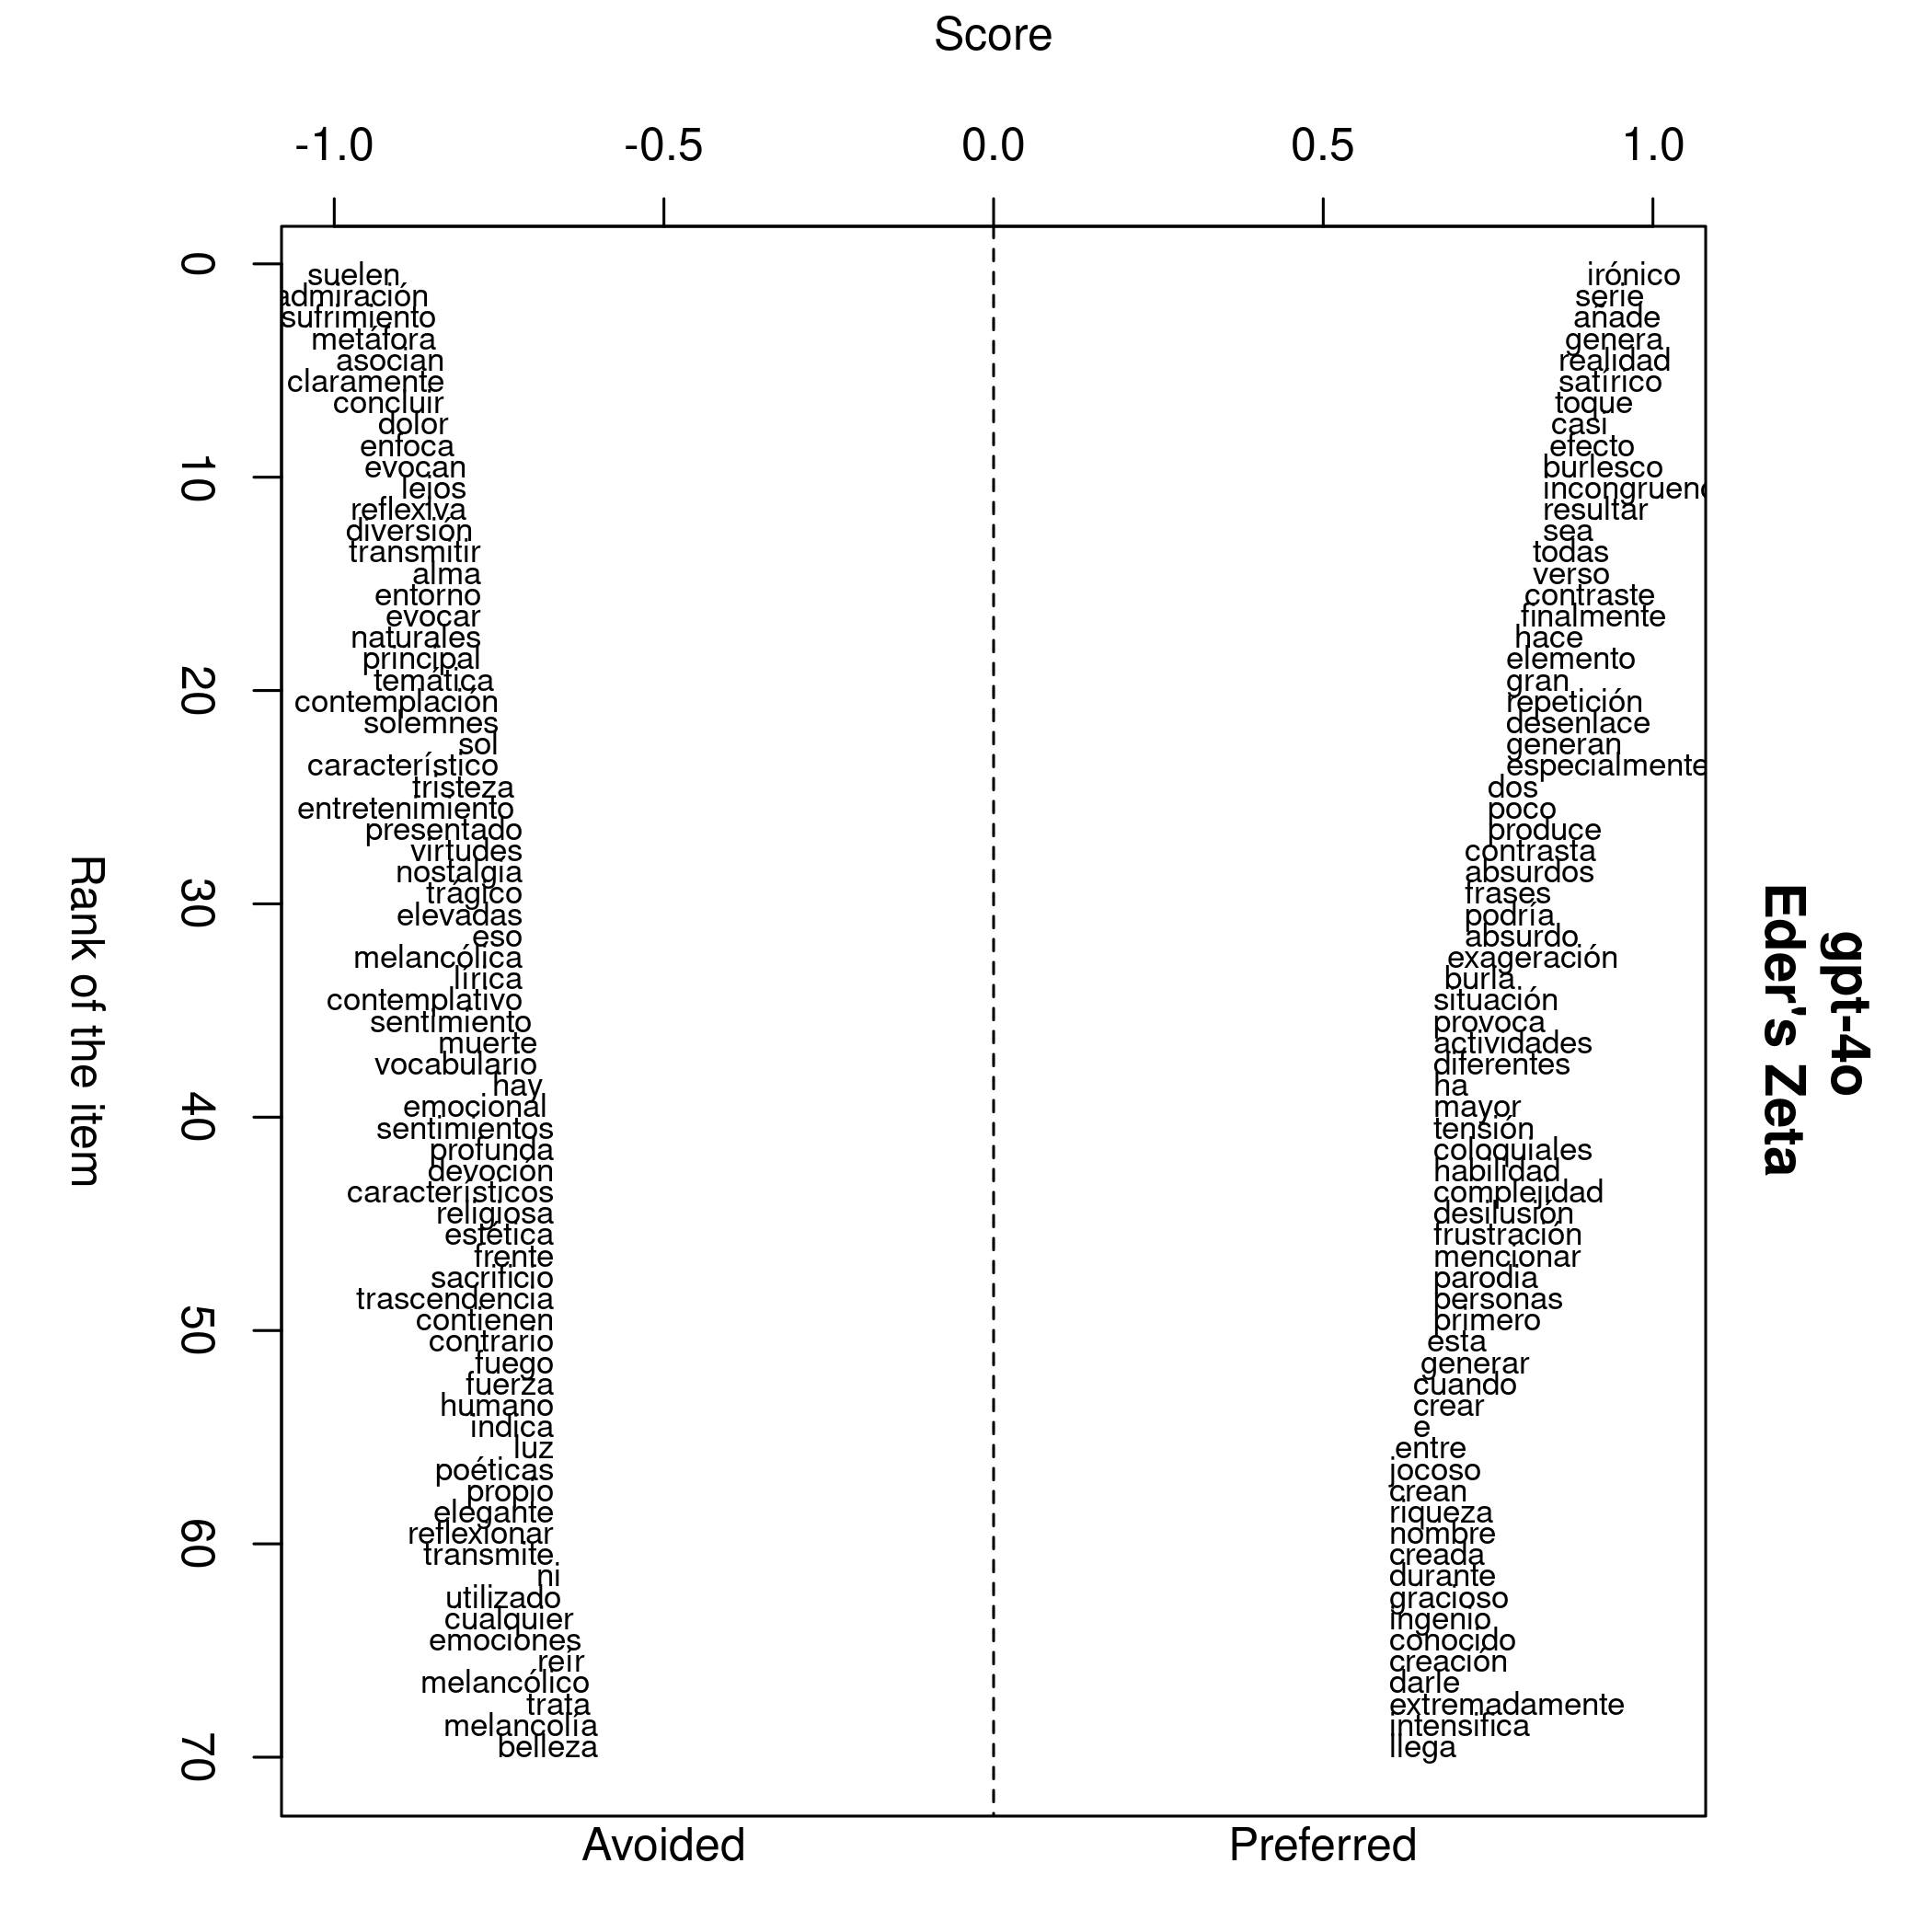 Score
-1.0 -0.5 0.0 0.5 1.0
gpt-4o
Eder's Zeta
Rank of the item
0
10
20
30
40
50
60
70
suelen
admiración
sufrimiento
metáfora
asocian
claramente
concluir
dolor
enfoca
evocan
lejos
reflexiva
diversión
transmitir
alma
entorno
evocar
naturales
principal
temática
contemplación
solemnes
sol
característico
tristeza
entretenimiento
presentado
virtudes
nostalgia
trágico
elevadas
eso
melancólica
lírica
contemplativo
sentimiento
muerte
vocabulario
hay
emocional
sentimientos
profunda
devoción
característicos
religiosa
estética
frente
sacrificio
trascendencia
contienen
contrario
fuego
fuerza
humano
indica
luz
poéticas
propio
elegante
reflexionar
transmite
ni
utilizado
cualquier
emociones
reír
melancólico
trata
melancolía
belleza
irónico
serie
añade
genera
realidad
satírico
toque
casi
efecto
burlesco
incongruenc
resultar
sea
todas
verso
contraste
finalmente
hace
elemento
gran
repetición
desenlace
generan
especialmente
dos
poco
produce
contrasta
absurdos
frases
podría
absurdo
exageración
burla
situación
provoca
actividades
diferentes
ha
mayor
tensión
coloquiales
habilidad
complejidad
desilusión
frustración
mencionar
parodia
personas
primero
esta
generar
cuando
crear
e
entre
jocoso
crean
riqueza
nombre
creada
durante
gracioso
ingenio
conocido
creación
darle
extremadamente
intensifica
llega
Avoided
Preferred